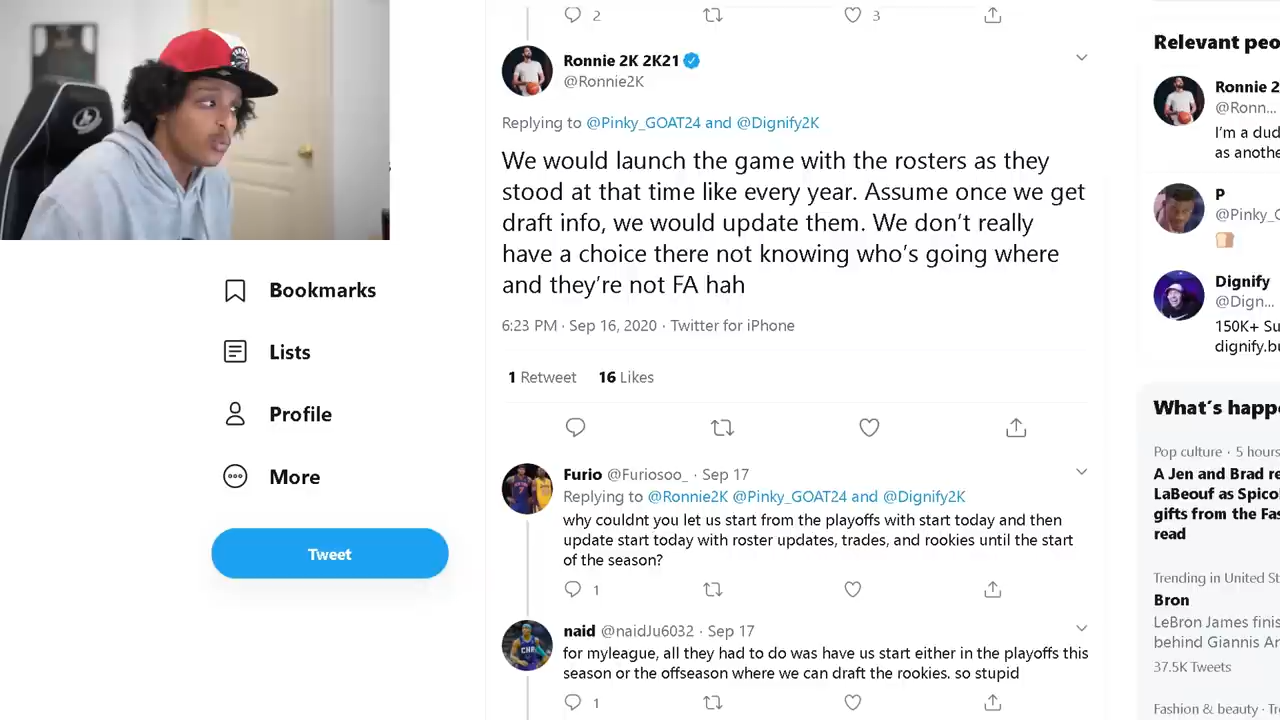 2
3
Ronnie 2K 2K21
@Ronnie2K
Replying to @Pinky_GOAT24 and @Dignify2K
We would launch the game with the rosters as they
stood at that time like every year. Assume once we get
draft info, we would update them. We don't really
have a choice there not knowing who's going where
and they're not FA hah
6:23 PM · Sep 16, 2020 · Twitter for iPhone
1 Retweet 16 Likes
Furio @Furiosoo_ · Sep 17
Replying to @Ronnie2K @Pinky_GOAT24 and @Dignify2K
why couldnt you let us start from the playoffs with start today and then
update start today with roster updates, trades, and rookies until the start
of the season?
1
naid @naidJu6032 · Sep 17
for myleague, all they had to do was have us start either in the playoffs this
season or the offseason where we can draft the rookies. so stupid
1
Bookmarks
Lists
Profile
More
Tweet
Relevant peo
Ronnie 2
@Ronn...
I'm a dud
as anothe
P
@Pinky_
Dignify
@Dign...
150K+ Su
dignify.bu
What's happe
Pop culture · 5 hours
A Jen and Brad re
LaBeouf as Spico
gifts from the Fas
read
Trending in United St
Bron
LeBron James finis
behind Giannis An
37.5K Tweets
Fashion & beauty · Tre